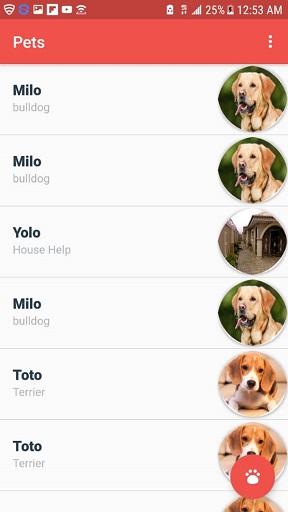 25% 12:53 AM
Pets
Milo
bulldog
Milo
bulldog
Yolo
House Help
Milo
bulldog
Toto
Terrier
Toto
Terrier